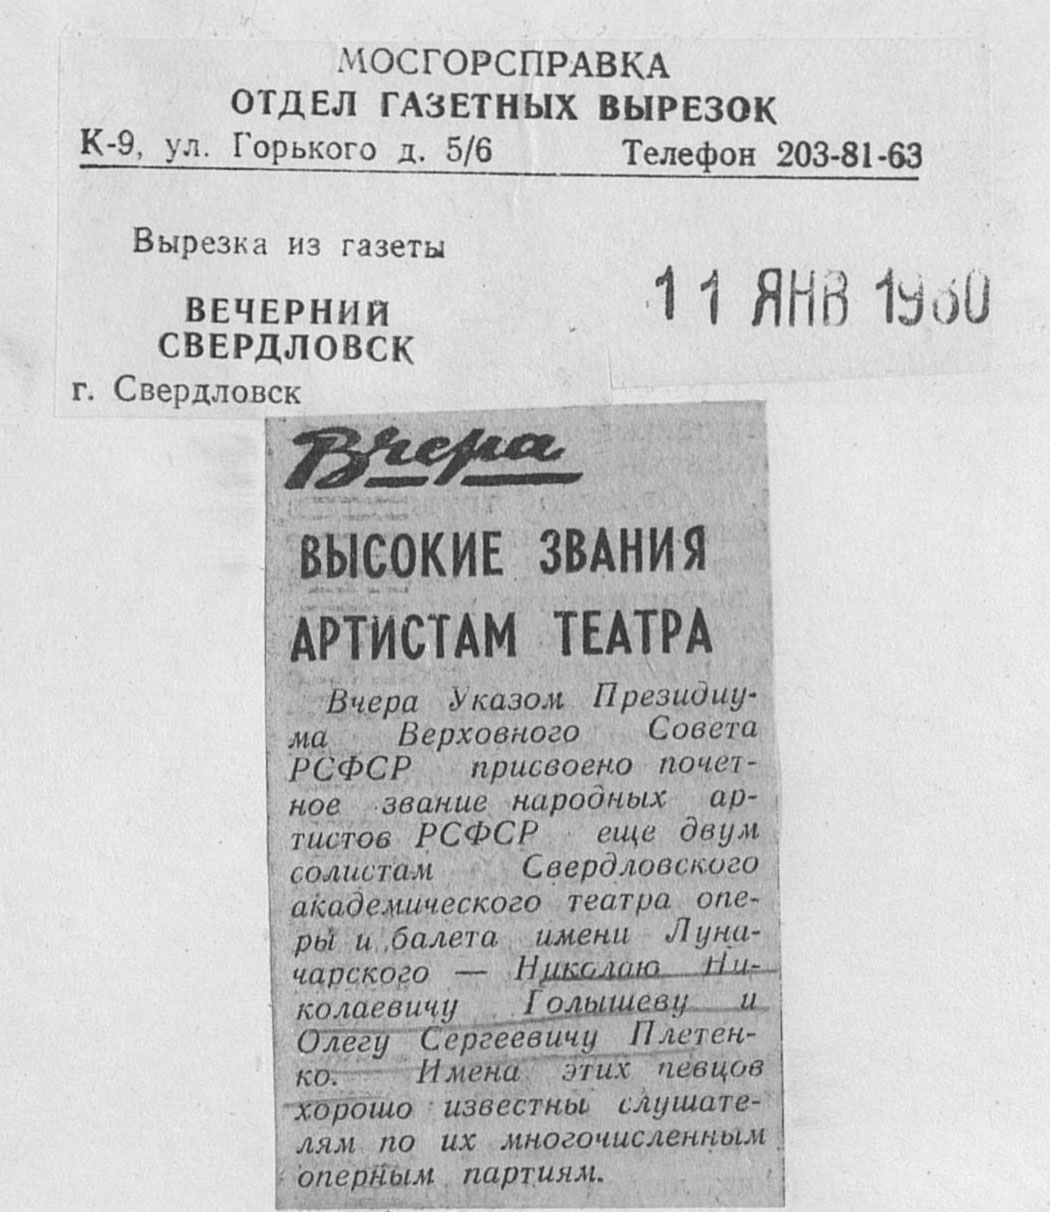 МОСГОРСПРАВКА
ОТДЕЛ ГАЗЕТНЫХ ВЫРЕЗОК
К-9, ул. Горького д. 5/6 Телефон 203-81-63
Вырезка из газеты
ВЕЧЕРНИЙ
СВЕРДЛОВСК
г. Свердловск
11 ЯНВ 1980
Вчера
ВЫСОКИЕ ЗВАНИЯ
АРТИСТАМ ТЕАТРА
Вчера Указом Президиу-
ма Верховного Совета
РСФСР присвоено почет-
ное звание народных ар-
тистов РСФСР еще двум
солистам Свердловского
академического театра опе-
ры и балета имени Луна-
чарского — Николаю Ни-
колаевичу Голышеву и
Олегу Сергеевичу Плетен-
ко. Имена этих певцов
хорошо известны слушате-
лям по их многочисленным
оперным партиям.